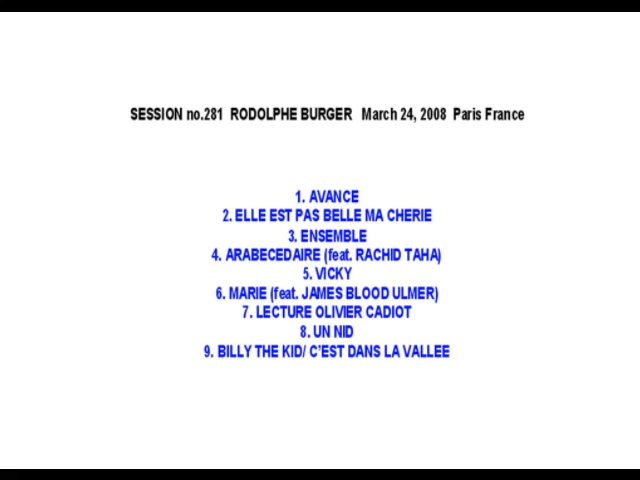 SESSION no.281 RODOLPHE BURGER March 24, 2008 Paris France
1. AVANCE
2. ELLE EST PAS BELLE MA CHERIE
3. ENSEMBLE
4. ARABECEDAIRE (feat. RACHID TAHA)
5. VICKY
6. MARIE (feat. JAMES BLOOD ULMER)
7. LECTURE OLIVIER CADIOT
8. UN NID
9. BILLY THE KID/ C'EST DANS LA VALLEE